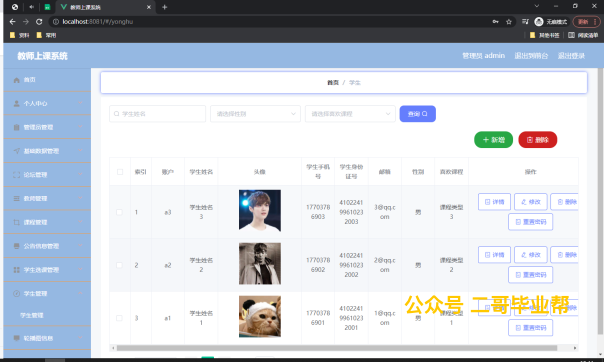 教师上课系统
localhost:8081/#/yonghu
无痕模式
更新
资料 常用 其他书签 阅读清单
教师上课系统 管理员 admin 退出到前台 退出登录
首页
个人中心
管理员管理
基础数据管理
论坛管理
教师管理
课程管理
公告信息管理
学生选课管理
学生管理
学生管理
轮播图信息
首页 / 学生
学生姓名 请选择性别 请选择喜欢课程 查询
+ 新增 删除
索引 账户 学生姓名 头像 学生手机号 学生身份证号 邮箱 性别 喜欢课程 操作
1 a3 学生姓名3 17703786903 410224199610232003 3@qq.com 男 课程类型3 详情 修改 删除
重置密码
2 a2 学生姓名2 17703786902 410224199610232002 2@qq.com 男 课程类型2 详情 修改 删除
重置密码
3 a1 学生姓名1 17703786901 410224199610232001 1@qq.com 男 课程类型1
重置密码
公众号 二哥毕业帮